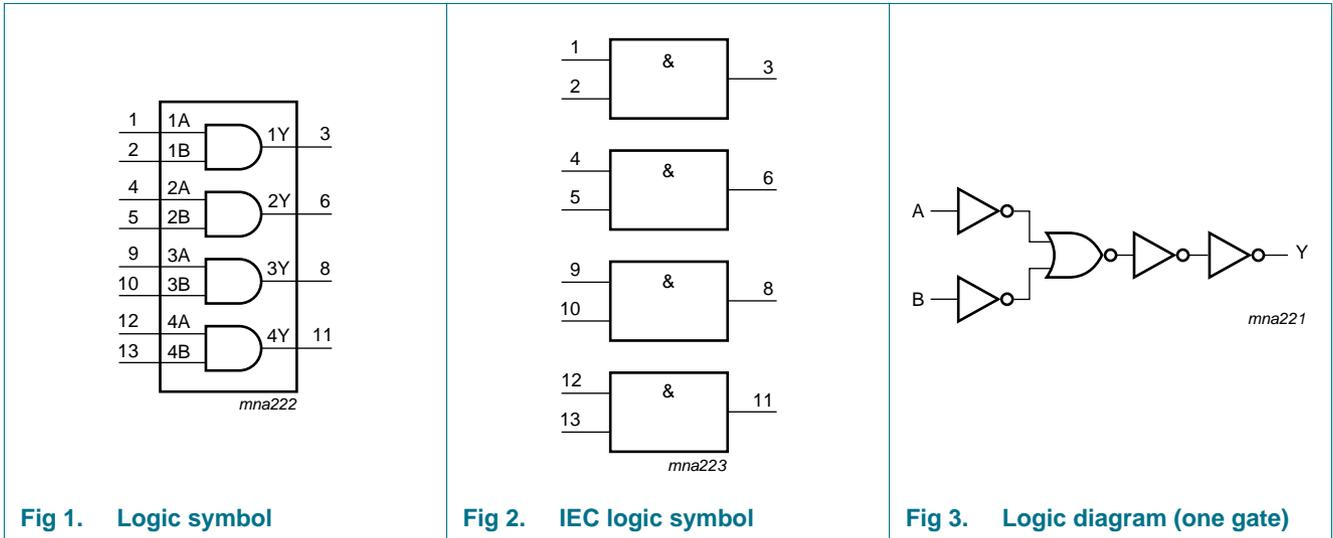 1 1A
2 1B
1Y 3
4 2A
5 2B
2Y 6
9 3A
10 3B
3Y 8
12 4A
13 4B
4Y 11
mna222
Fig 1. Logic symbol
1
2
&
3
4
5
&
6
9
10
&
8
12
13
&
11
mna223
Fig 2. IEC logic symbol
A
B
Y
mna221
Fig 3. Logic diagram (one gate)